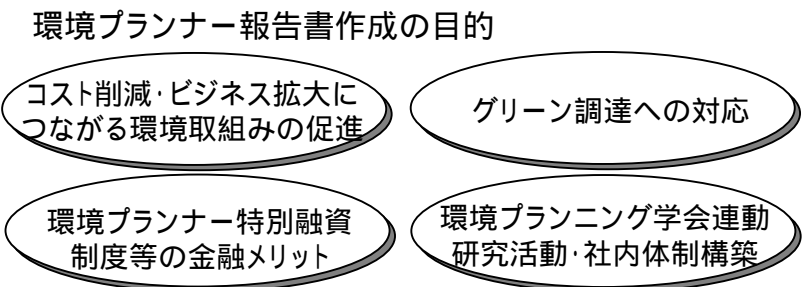 環境プランナー報告書作成の目的
コスト削減･ビジネス拡大に
つながる環境取組みの促進
グリーン調達への対応
環境プランナー特別融資
制度等の金融メリット
環境プランニング学会連動
研究活動･社内体制構築